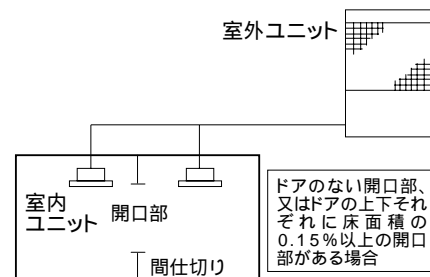 室外ユニット
室内
ユニット
開口部
間仕切り
ドアのない開口部、
又はドアの上下それ
ぞれに床面積の
0.15%以上の開口
部がある場合